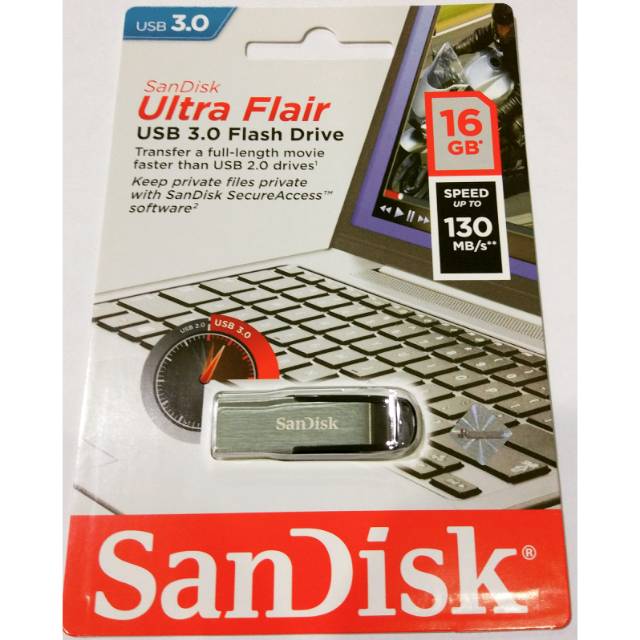 USB 3.0
SanDisk
Ultra Flair
USB 3.0 Flash Drive
Transfer a full-length movie
faster than USB 2.0 drives¹
Keep private files private
with SanDisk SecureAccess™
software²
16
GB*
SPEED
UP TO
130
MB/s**
USB 2.0
USB 3.0
SanDisk
SanDisk®